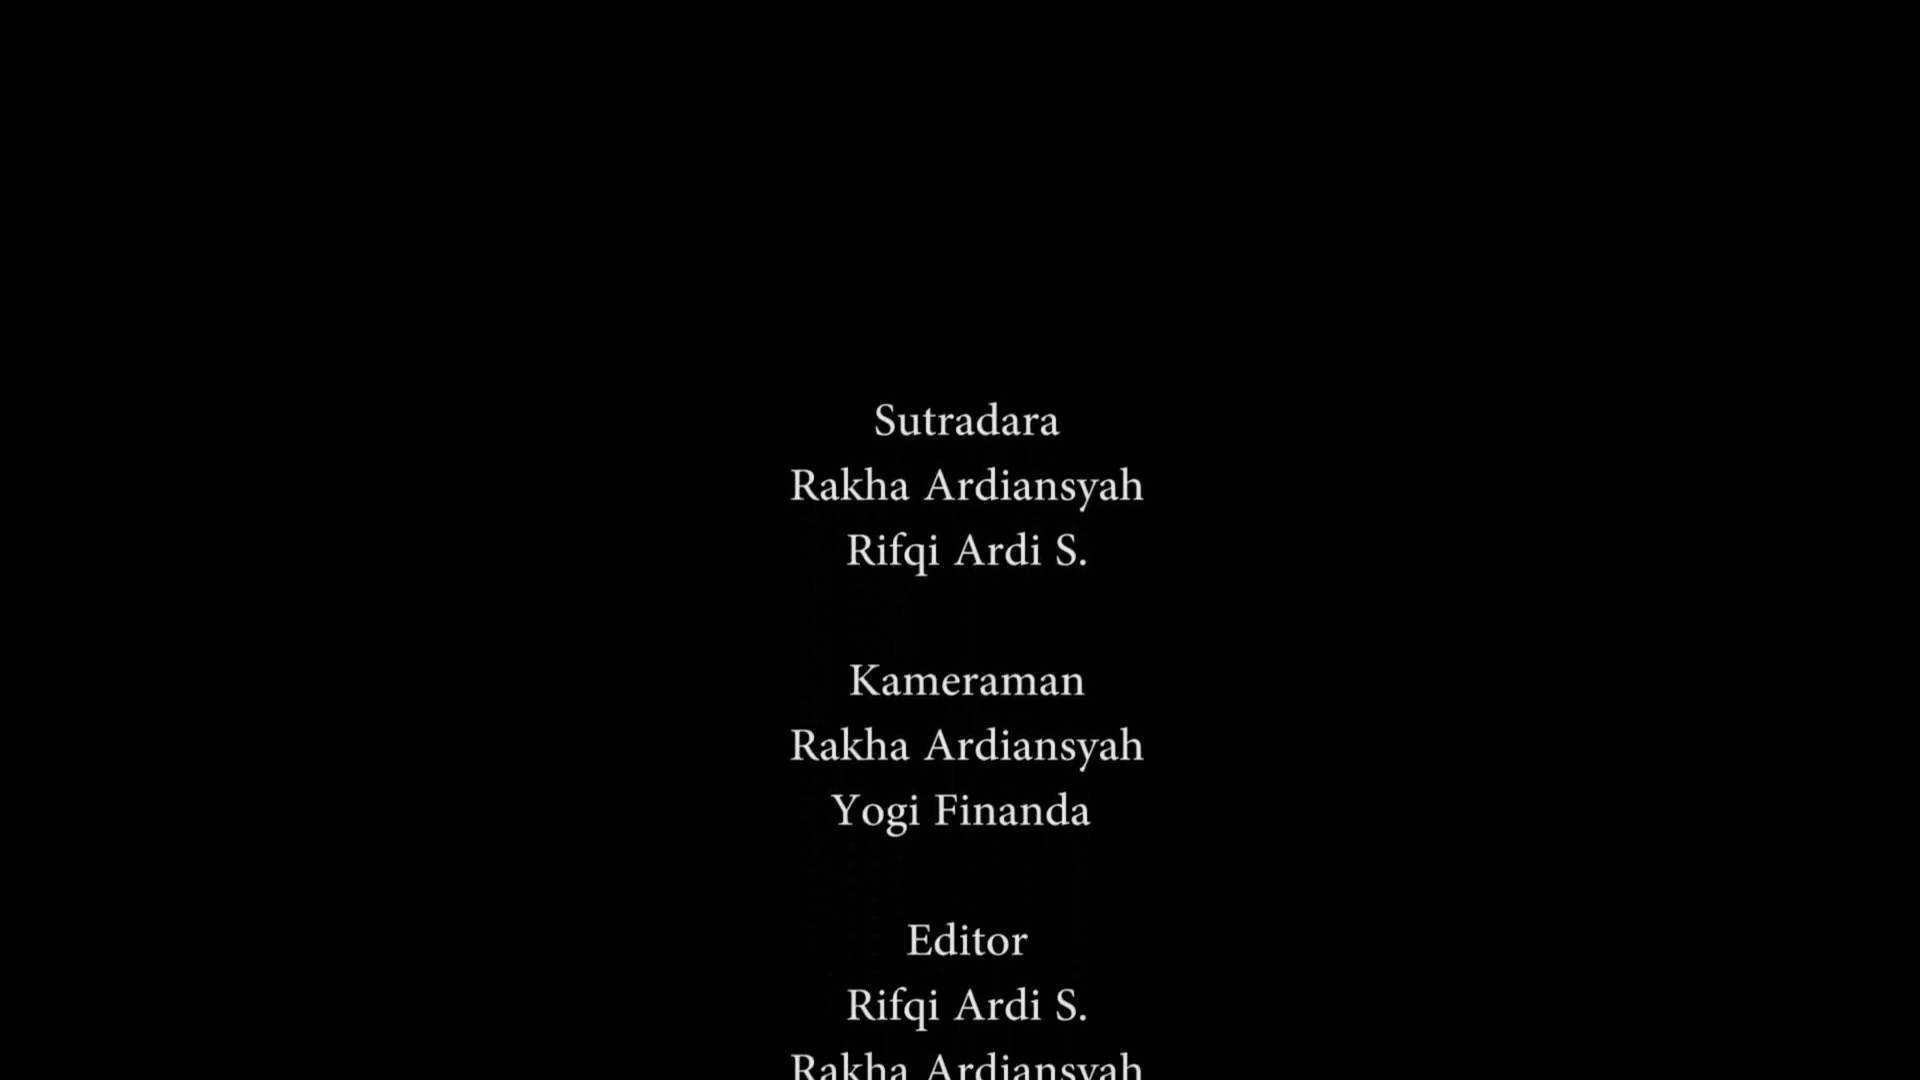 Sutradara
Rakha Ardiansyah
Rifqi Ardi S.
Kameraman
Rakha Ardiansyah
Yogi Finanda
Editor
Rifqi Ardi S.
Rakha Ardiansyah